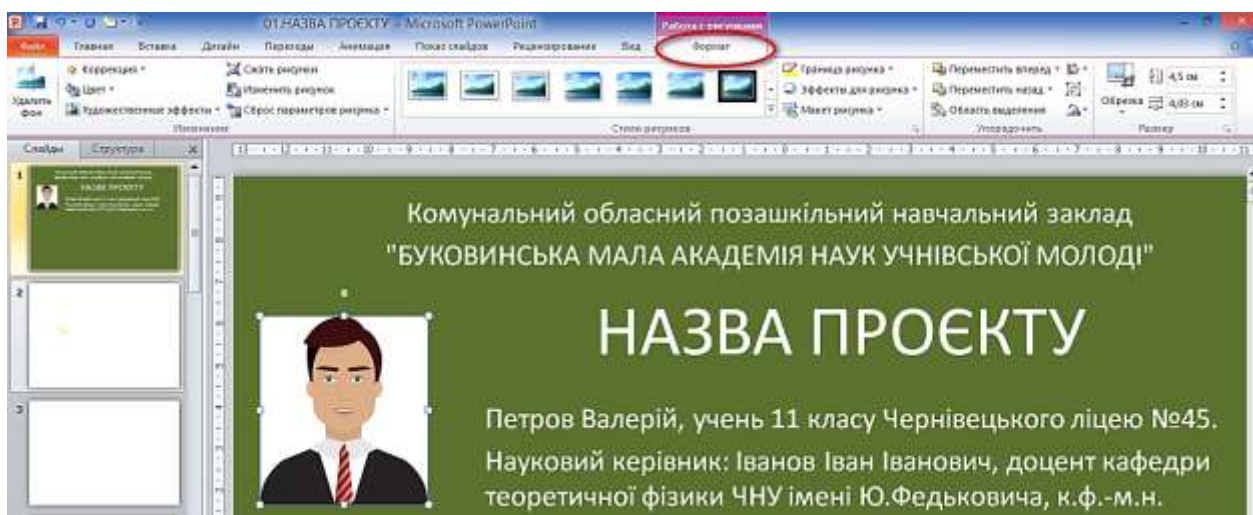 01.НАЗВА ПРОЕКТУ - Microsoft PowerPoint
Работа с рисунками
Файл Главная Вставка Дизайн Переходы Анимация Показ слайдов Рецензирование Вид Формат
Удалить фон
Коррекция
Цвет
Художественные эффекты
Сжать рисунки
Изменить рисунок
Сброс параметров рисунка
Изменение
Стили рисунков
Граница рисунка
Эффекты для рисунка
Макет рисунка
Переместить вперед
Переместить назад
Область выделения
Упорядочить
Обрезка
4,5 см
4,03 см
Размер
Слайды Структура
1
НАЗВА ПРОЕКТУ
2
3
Комунальний обласний позашкільний навчальний заклад
"БУКОВИНСЬКА МАЛА АКАДЕМІЯ НАУК УЧНІВСЬКОЇ МОЛОДІ"
НАЗВА ПРОЄКТУ
Петров Валерій, учень 11 класу Чернівецького ліцею №45.
Науковий керівник: Іванов Іван Іванович, доцент кафедри
теоретичної фізики ЧНУ імені Ю.Федьковича, к.ф.-м.н.